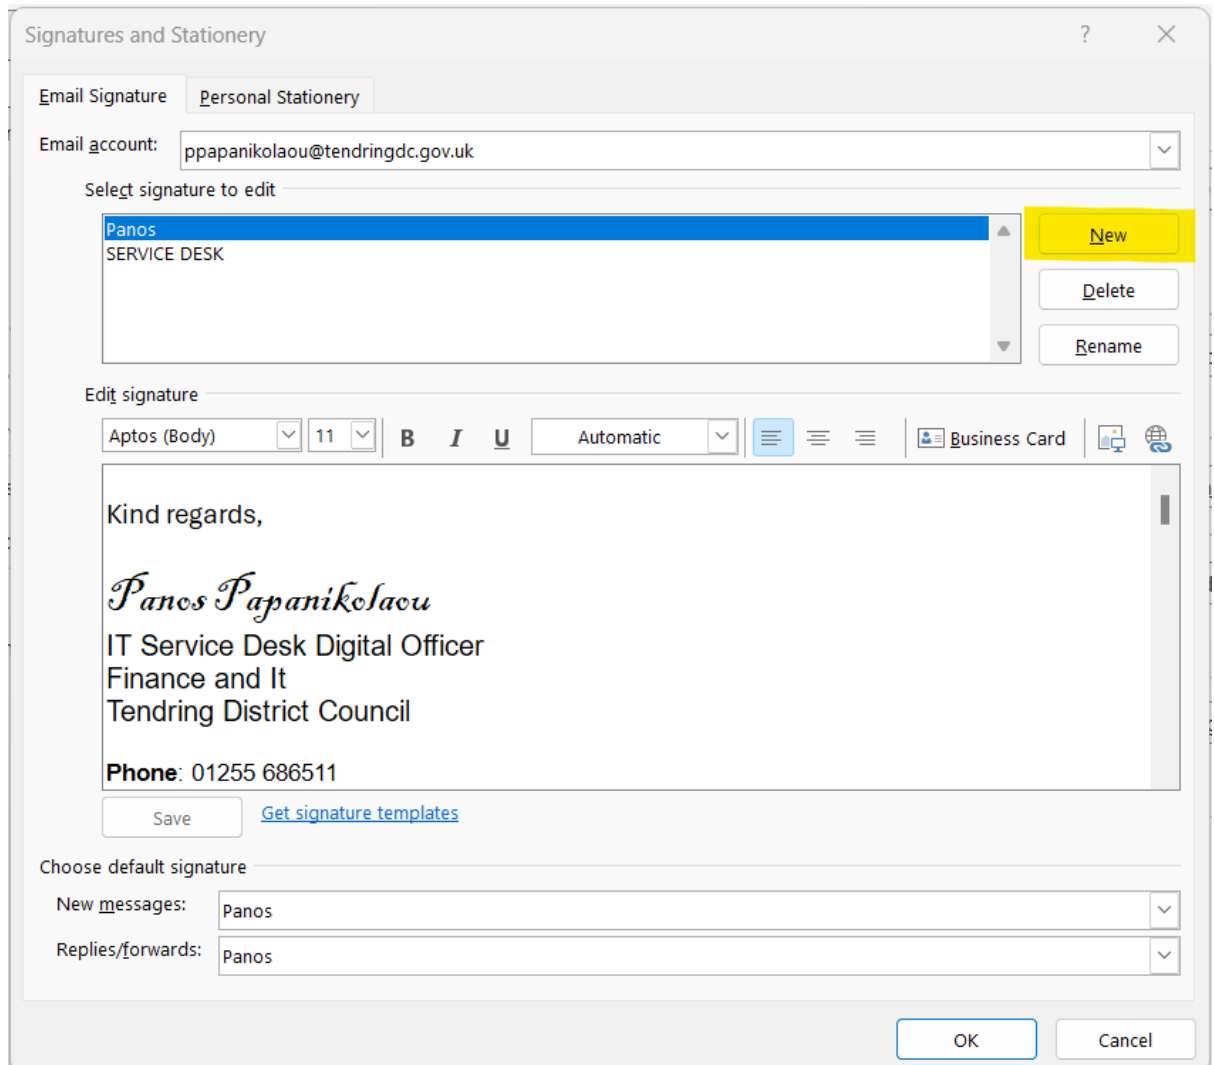 Signatures and Stationery ?
Email Signature Personal Stationery
Email account: ppapanikolaou@tendringdc.gov.uk
Select signature to edit
Panos
SERVICE DESK
New
Delete
Rename
Edit signature
Aptos (Body) 11 B I U Automatic Business Card
Kind regards,
Panos Papanikolaou
IT Service Desk Digital Officer
Finance and It
Tendring District Council
Phone: 01255 686511
Save Get signature templates
Choose default signature
New messages: Panos
Replies/forwards: Panos
OK Cancel